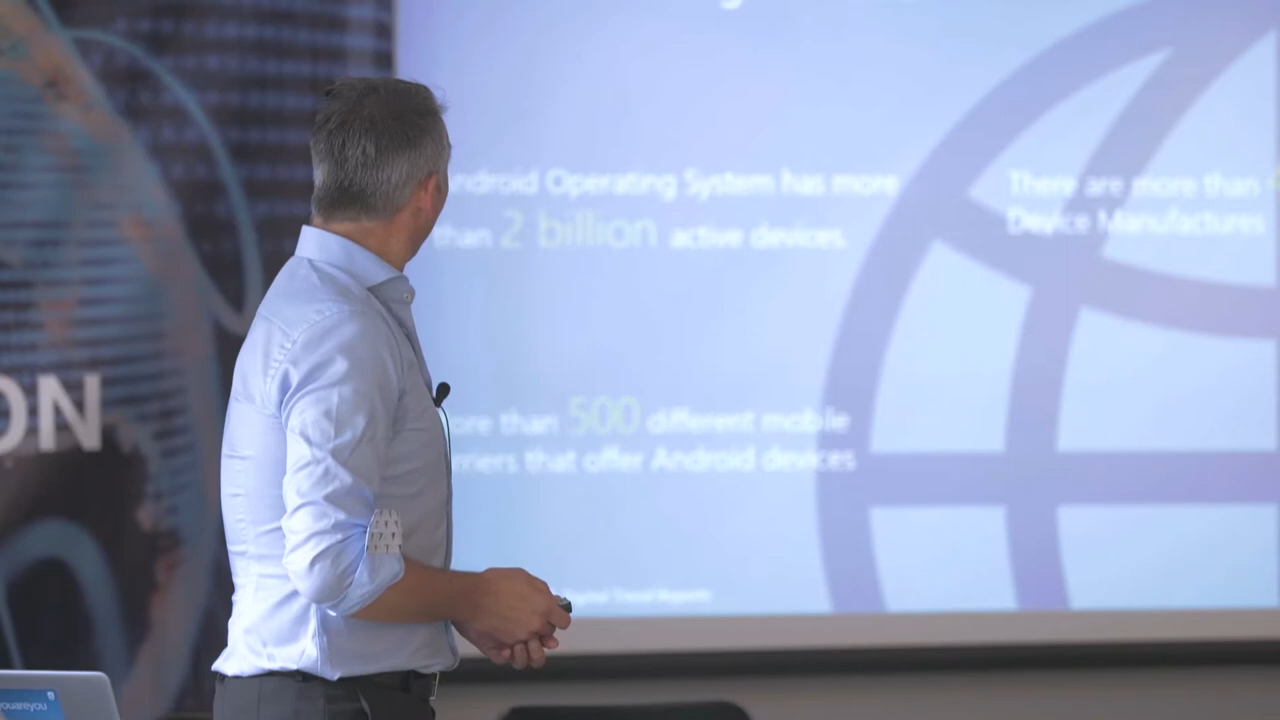 ndroid Operating System has more
than 2 billion active devices.
There are more than
Device Manufactures
ore than 500 different mobile
rriers that offer Android devices
ON
youareyou